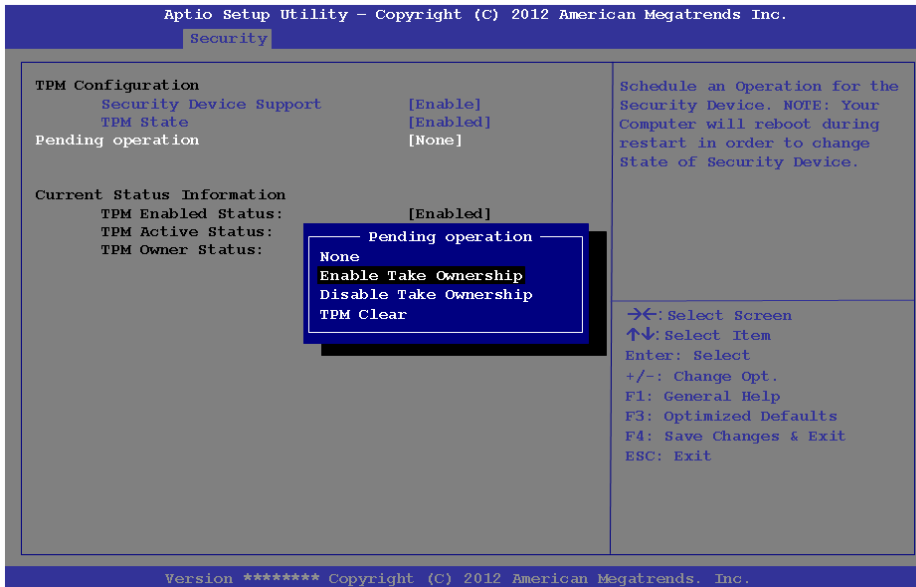 Aptio Setup Utility – Copyright (C) 2012 American Megatrends Inc.
Security
TPM Configuration
Security Device Support [Enable]
TPM State [Enabled]
Pending operation [None]
Current Status Information
TPM Enabled Status: [Enabled]
TPM Active Status:
TPM Owner Status:
Pending operation
None
Enable Take Ownership
Disable Take Ownership
TPM Clear
Schedule an Operation for the
Security Device. NOTE: Your
Computer will reboot during
restart in order to change
State of Security Device.
→←: Select Screen
↑↓: Select Item
Enter: Select
+/-: Change Opt.
F1: General Help
F3: Optimized Defaults
F4: Save Changes & Exit
ESC: Exit
Version ******** Copyright (C) 2012 American Megatrends. Inc.